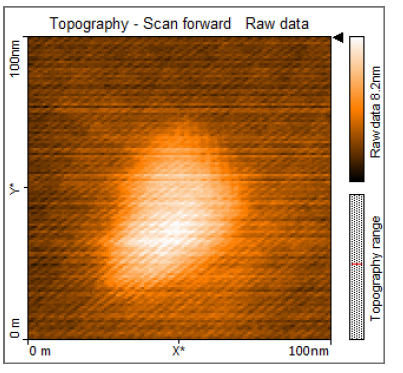 Topography - Scan forward Raw data
100nm
Y*
0 m
0 m
X*
100nm
Raw data 8.2nm
Topography range